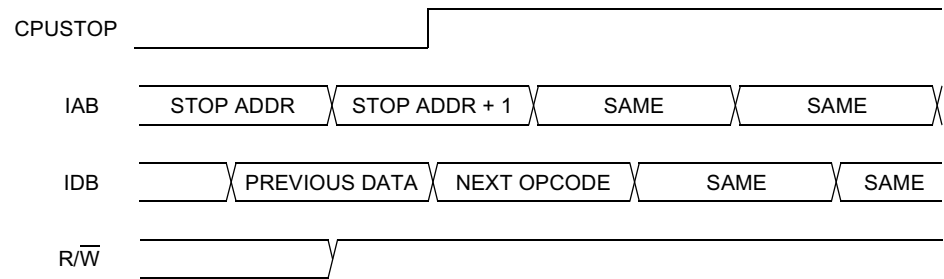 CPUSTOP
IAB STOP ADDR STOP ADDR + 1 SAME SAME
IDB PREVIOUS DATA NEXT OPCODE SAME SAME
R/W̅